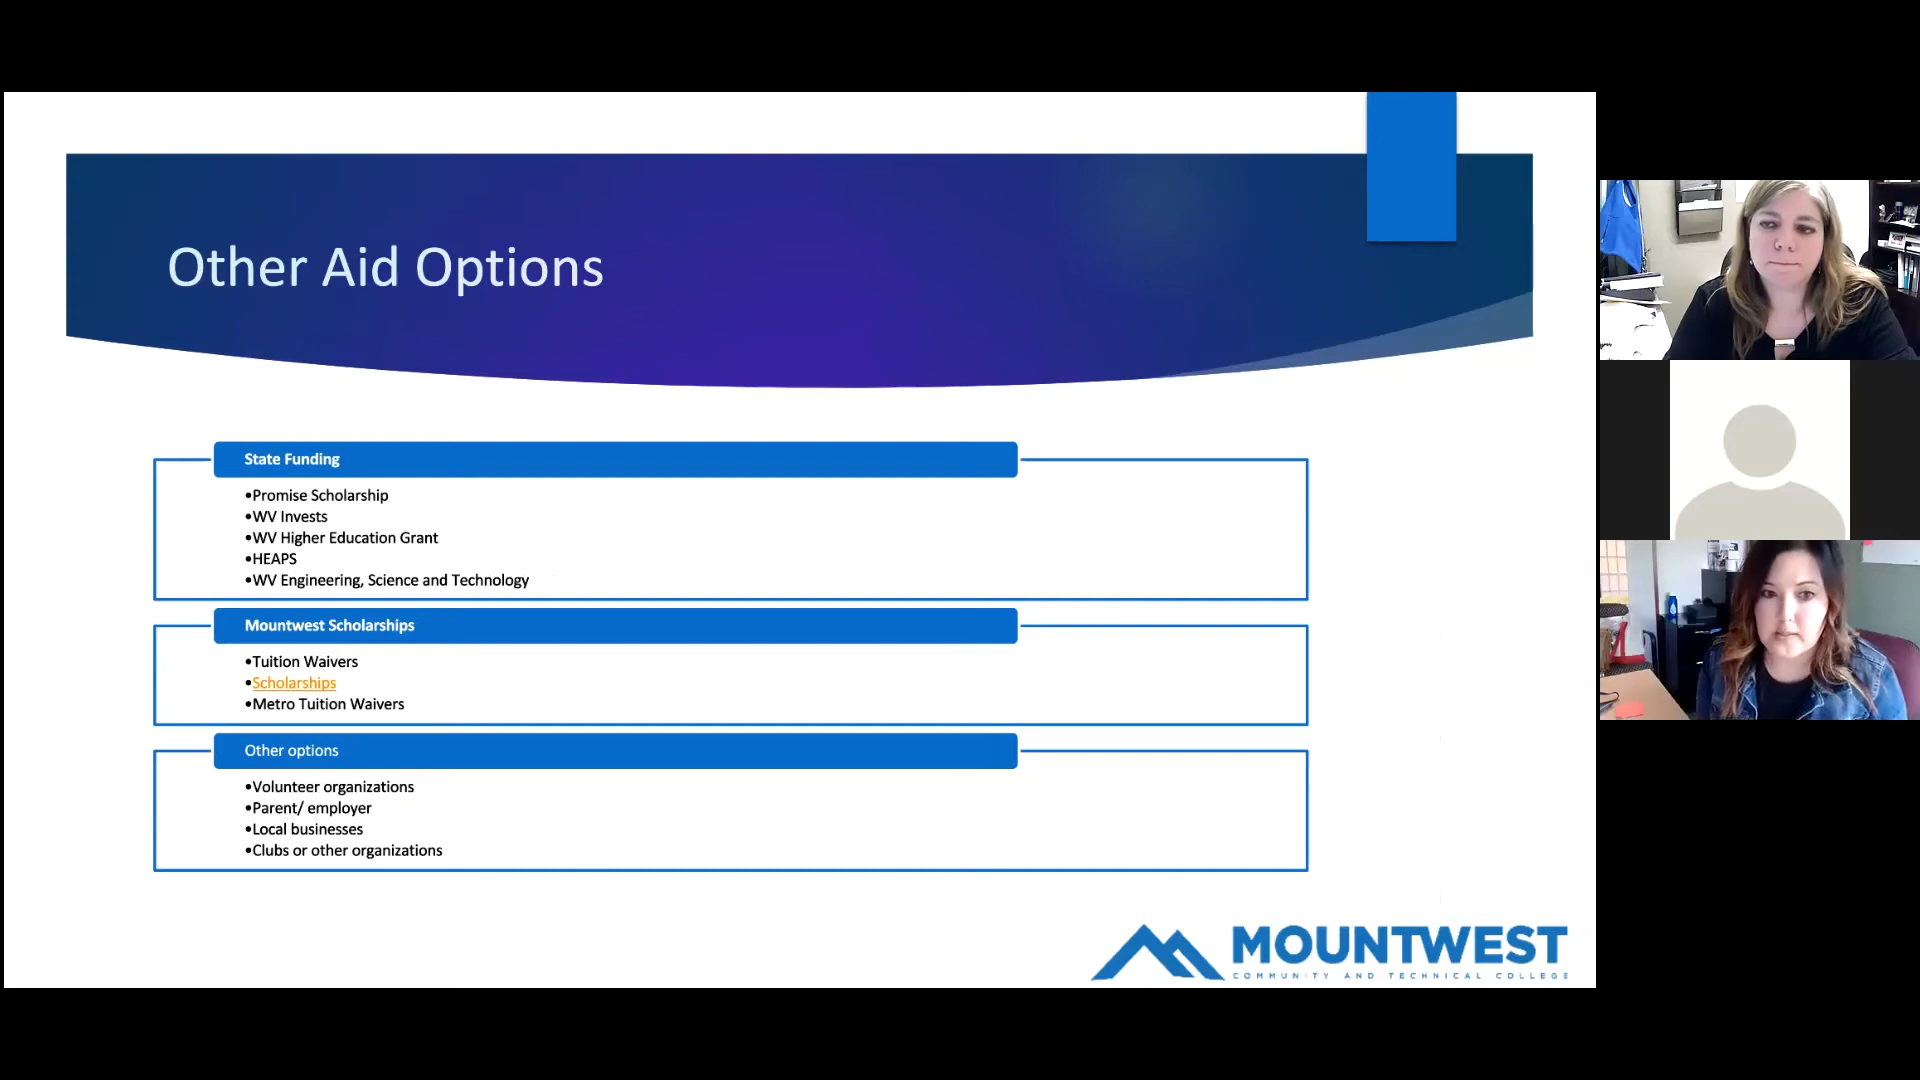 Other Aid Options
State Funding
•Promise Scholarship
•WV Invests
•WV Higher Education Grant
•HEAPS
•WV Engineering, Science and Technology
Mountwest Scholarships
•Tuition Waivers
•Scholarships
•Metro Tuition Waivers
Other options
•Volunteer organizations
•Parent/ employer
•Local businesses
•Clubs or other organizations
MOUNTWEST
COMMUNITY AND TECHNICAL COLLEGE